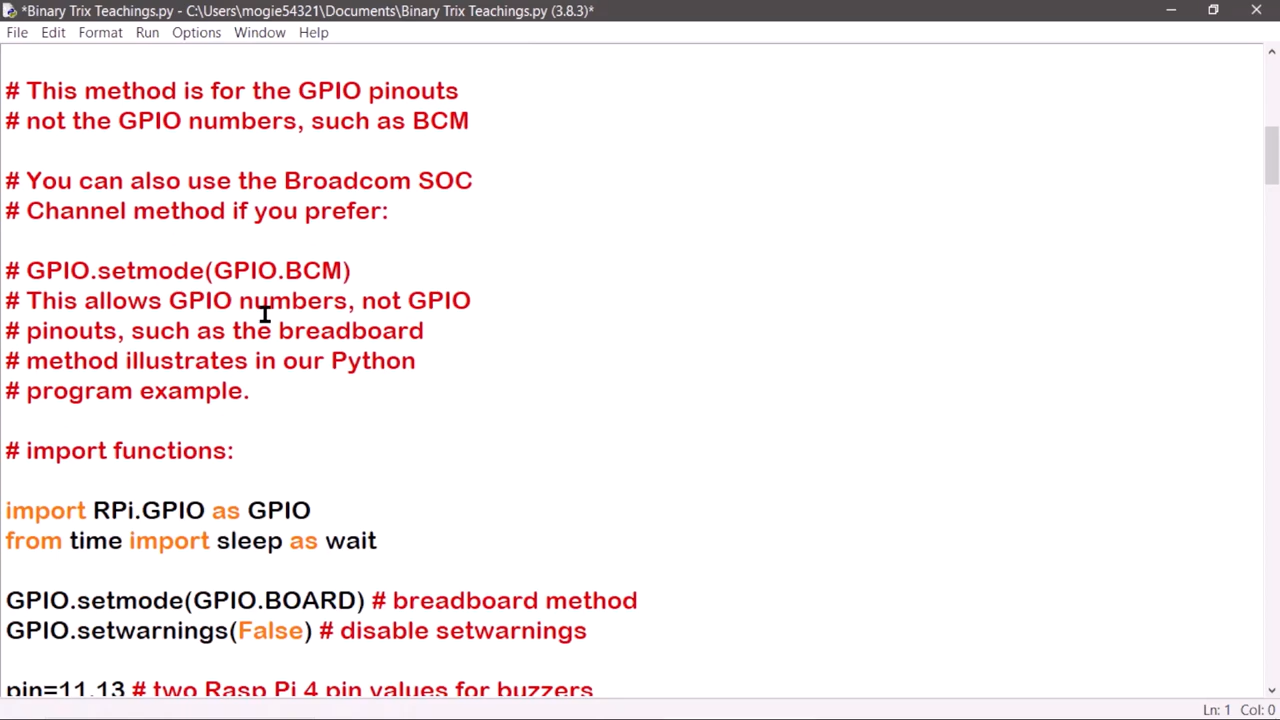 *Binary Trix Teachings.py - C:\Users\mogie54321\Documents\Binary Trix Teachings.py (3.8.3)*
File Edit Format Run Options Window Help
# This method is for the GPIO pinouts
# not the GPIO numbers, such as BCM
# You can also use the Broadcom SOC
# Channel method if you prefer:
# GPIO.setmode(GPIO.BCM)
# This allows GPIO numbers, not GPIO
# pinouts, such as the breadboard
# method illustrates in our Python
# program example.
# import functions:
import RPi.GPIO as GPIO
from time import sleep as wait
GPIO.setmode(GPIO.BOARD) # breadboard method
GPIO.setwarnings(False) # disable setwarnings
pin=11,13 # two Rasp Pi 4 pin values for buzzers
Ln: 1 Col: 0